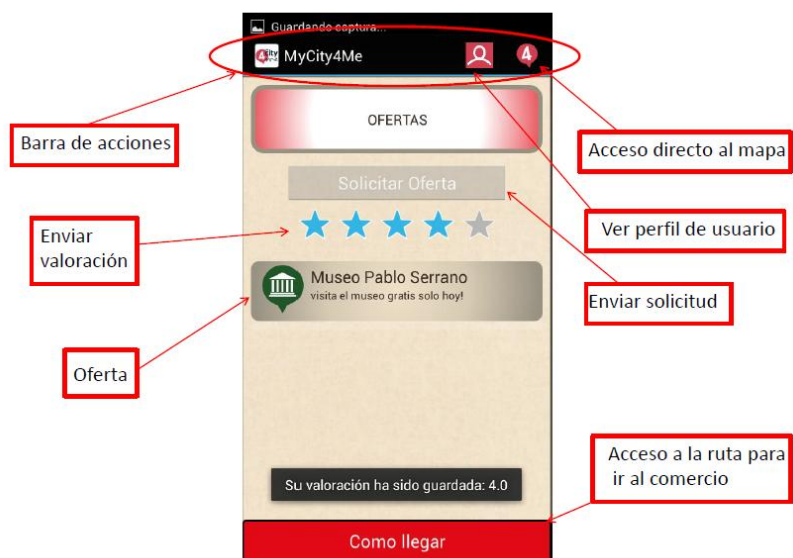 Guardando captura...
MyCity4Me
OFERTAS
Barra de acciones
Acceso directo al mapa
Solicitar Oferta
Enviar
valoración
Ver perfil de usuario
Museo Pablo Serrano
visita el museo gratis solo hoy!
Enviar solicitud
Oferta
Acceso a la ruta para
ir al comercio
Su valoración ha sido guardada: 4.0
Como llegar